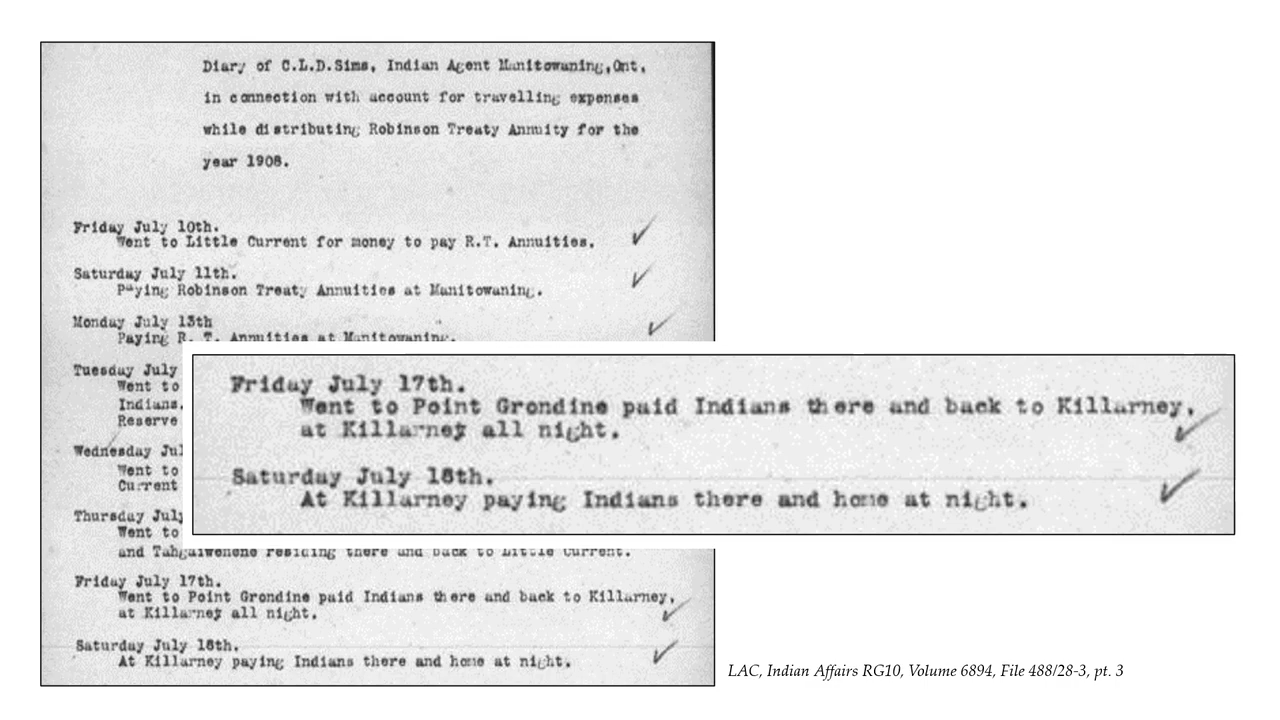 Diary of C.L.D.Sims, Indian Agent Manitowaning,Ont,
in connection with account for travelling expenses
while distributing Robinson Treaty Annuity for the
year 1908.
Friday July 10th.
Went to Little Current for money to pay R.T. Annuities.
Saturday July 11th.
Paying Robinson Treaty Annuities at Manitowaning.
Monday July 13th
Paying R. T. Annuities at Manitowaning.
Tuesday July
Went to
Indians.
Reserve
Wednesday Jul
Went to
Current
Thursday July
Went to
and Tahgaiwenene residing there and back to Little Current.
Friday July 17th.
Went to Point Grondine paid Indians there and back to Killarney,
at Killarney all night.
Saturday July 18th.
At Killarney paying Indians there and home at night.
Friday July 17th.
Went to Point Grondine paid Indians there and back to Killarney,
at Killarney all night.
Saturday July 18th.
At Killarney paying Indians there and home at night.
LAC, Indian Affairs RG10, Volume 6894, File 488/28-3, pt. 3